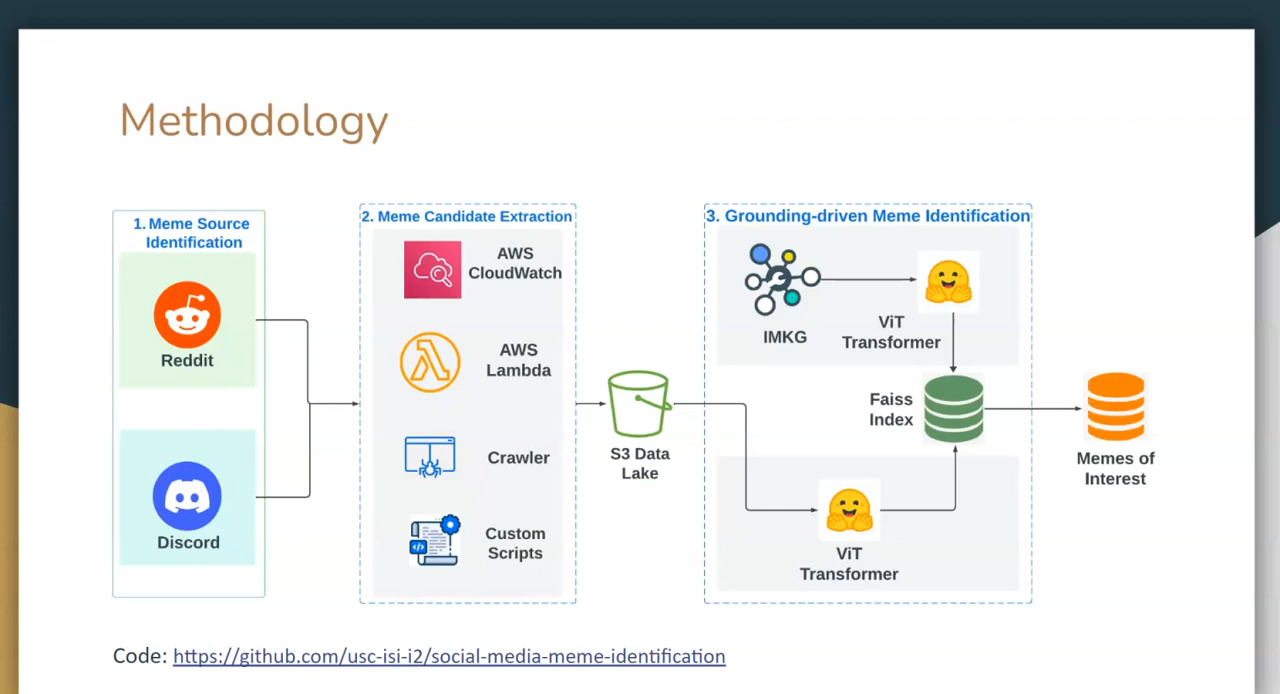 Methodology
1. Meme Source
Identification
Reddit
Discord
2. Meme Candidate Extraction
AWS
CloudWatch
AWS
Lambda
Crawler
Custom
Scripts
S3 Data
Lake
3. Grounding-driven Meme Identification
IMKG
ViT
Transformer
Faiss
Index
ViT
Transformer
Memes of
Interest
Code: https://github.com/usc-isi-i2/social-media-meme-identification